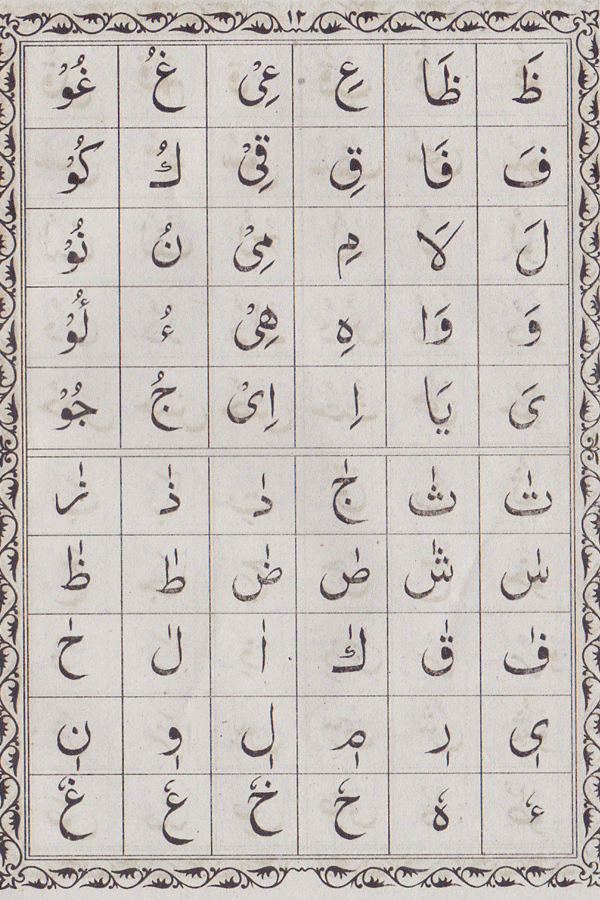 ١٢
ظَ ظَا عِ عِىْ غُ غُوْ
فَ فَا قِ قِىْ كُ كُوْ
لَ لَا مِ مِىْ نُ نُوْ
وَ وَا هِ هِىْ ءُ أُوْ
ىَ يَا اِ اِىْ جُ جُوْ
تٰ ثٰ جٰ دٰ ذٰ زٰ
سٰ شٰ صٰ ضٰ طٰ ظٰ
فٰ قٰ كٰ اٰ لٰ حٰ
ىٖ رٖ مٖ لٖ وٖ نٖ
ءٗ هٗ حٗ خٗ عٗ غٗ